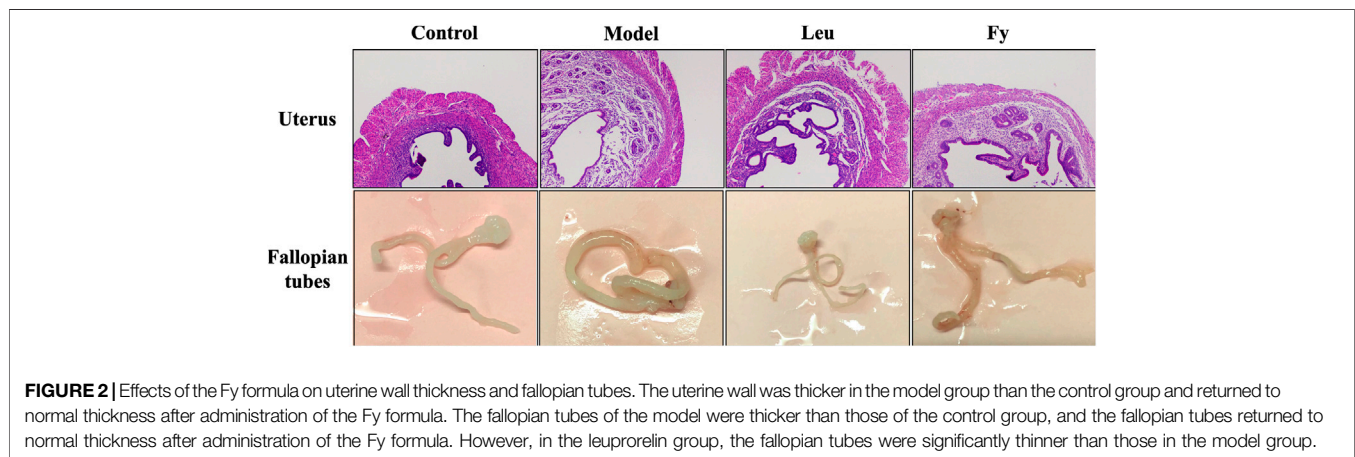 Control Model Leu Fy
Uterus
Fallopian
tubes
FIGURE 2 | Effects of the Fy formula on uterine wall thickness and fallopian tubes. The uterine wall was thicker in the model group than the control group and returned to
normal thickness after administration of the Fy formula. The fallopian tubes of the model were thicker than those of the control group, and the fallopian tubes returned to
normal thickness after administration of the Fy formula. However, in the leuprorelin group, the fallopian tubes were significantly thinner than those in the model group.